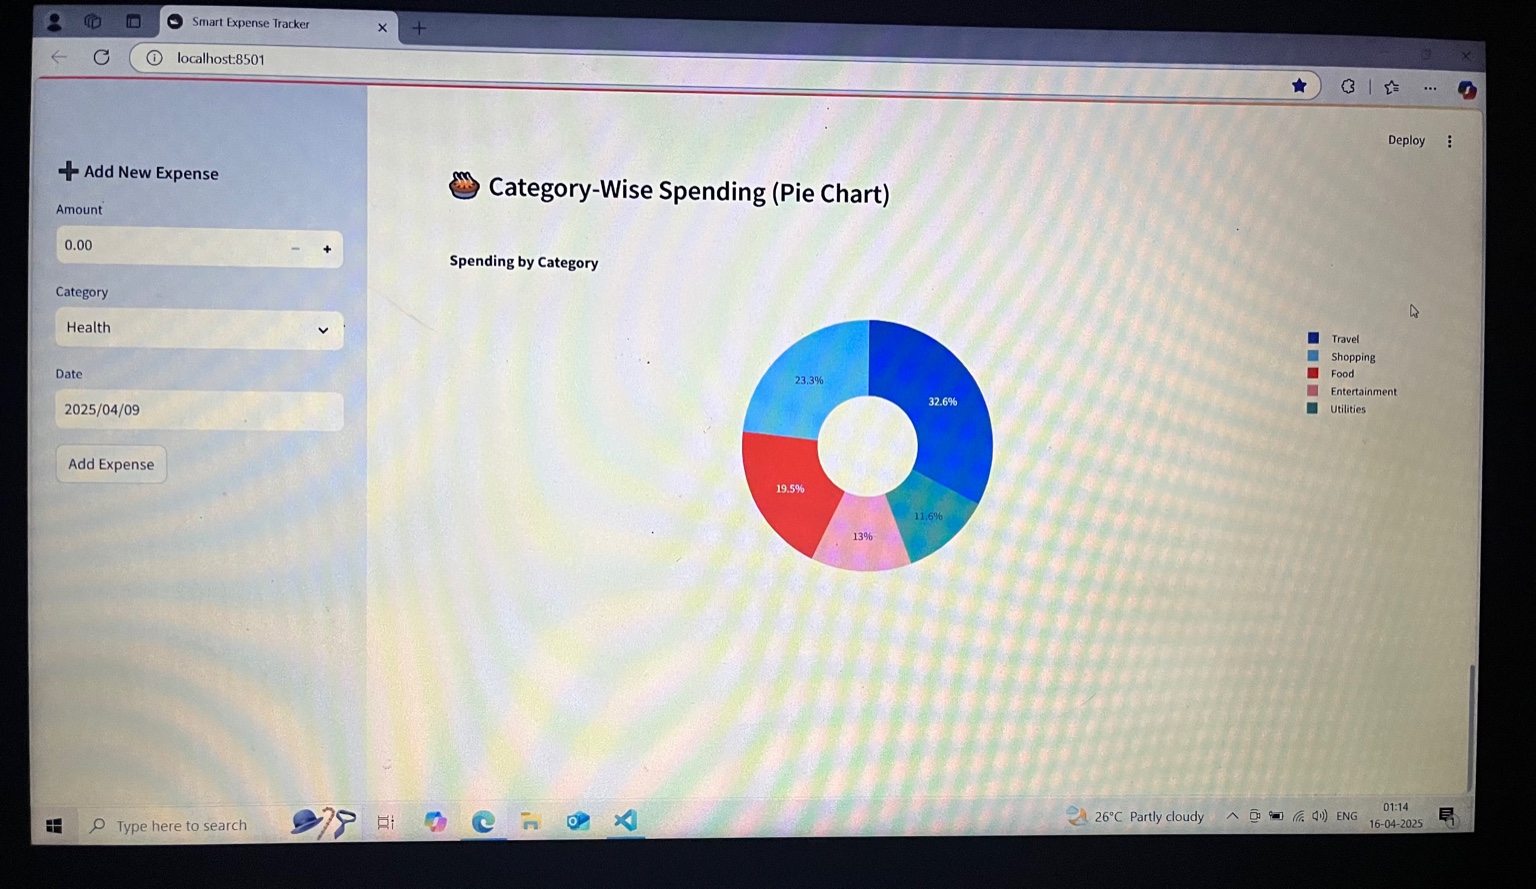 Smart Expense Tracker
localhost:8501
Deploy
Add New Expense
Amount
0.00
Category
Health
Date
2025/04/09
Add Expense
Category-Wise Spending (Pie Chart)
Spending by Category
23.3%
32.6%
19.5%
11.6%
13%
Travel
Shopping
Food
Entertainment
Utilities
Type here to search
26°C Partly cloudy
ENG
01:14
16-04-2025
1